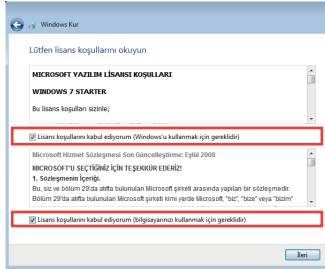 Windows Kur
Lütfen lisans koşullarını okuyun
MICROSOFT YAZILIM LİSANSI KOŞULLARI
WINDOWS 7 STARTER
Bu lisans koşulları sizinle;
Lisans koşullarını kabul ediyorum (Windows'u kullanmak için gereklidir)
Microsoft Hizmet Sözleşmesi Son Güncelleştirme: Eylül 2008
MICROSOFT'U SEÇTİĞİNİZ İÇİN TEŞEKKÜR EDERİZ!
1. Sözleşmenin İçeriği.
Bu, siz ve bölüm 29'da atıfta bulunulan Microsoft şirketi arasında yapılan bir sözleşmedir.
Bölüm 29'da atıfta bulunulan Microsoft şirketi kimi yerde Microsoft, "biz", "bize" veya "bizim"
Lisans koşullarını kabul ediyorum (bilgisayarınızı kullanmak için gereklidir)
İleri